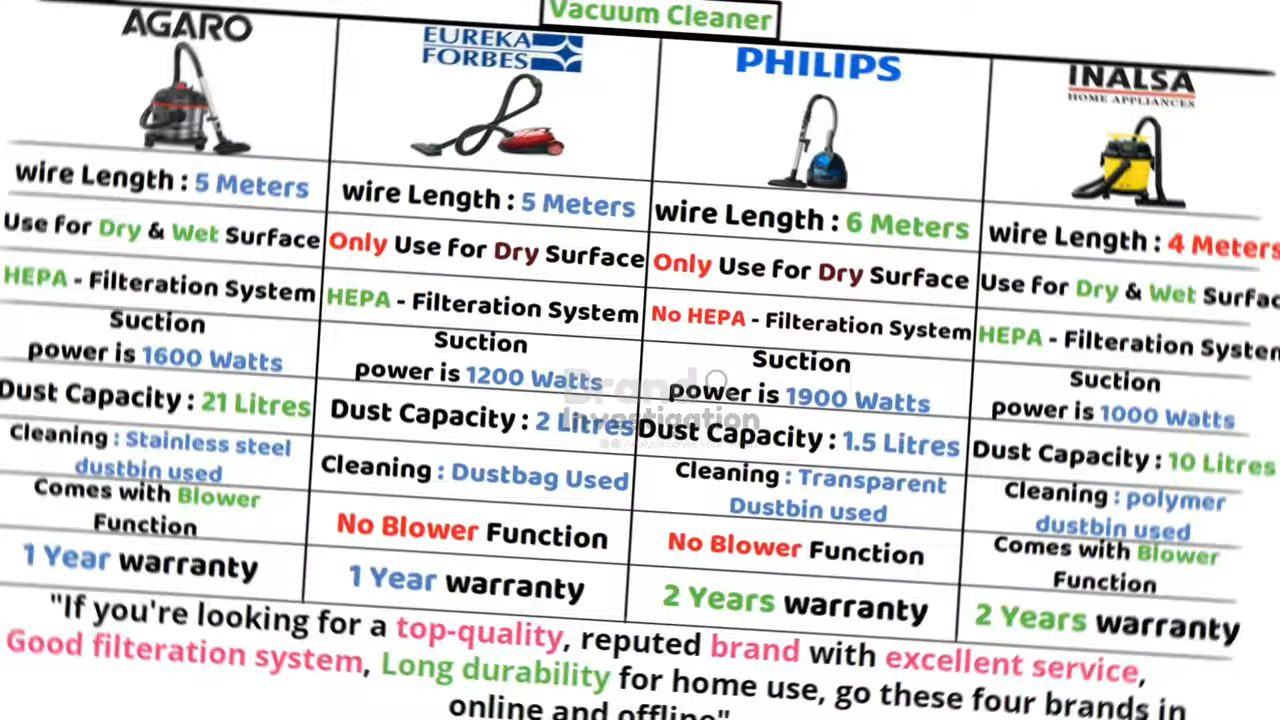 Vacuum Cleaner
AGARO
wire Length : 5 Meters
Use for Dry & Wet Surface
HEPA - Filteration System
Suction
power is 1600 Watts
Dust Capacity : 21 Litres
Cleaning : Stainless steel
dustbin used
Comes with Blower
Function
1 Year warranty
EUREKA
FORBES
wire Length : 5 Meters
Only Use for Dry Surface
HEPA - Filteration System
Suction
power is 1200 Watts
Dust Capacity : 2 Litres
Cleaning : Dustbag Used
No Blower Function
1 Year warranty
PHILIPS
wire Length : 6 Meters
Only Use for Dry Surface
No HEPA - Filteration System
Suction
power is 1900 Watts
Dust Capacity : 1.5 Litres
Cleaning : Transparent
Dustbin used
No Blower Function
2 Years warranty
INALSA
HOME APPLIANCES
wire Length : 4 Meters
Use for Dry & Wet Surfac
HEPA - Filteration System
Suction
power is 1000 Watts
Dust Capacity : 10 Litres
Cleaning : polymer
dustbin used
Comes with Blower
Function
2 Years warranty
Brand
Investigation
"If you're looking for a top-quality, reputed brand with excellent service,
Good filteration system, Long durability for home use, go these four brands in
online and offline"